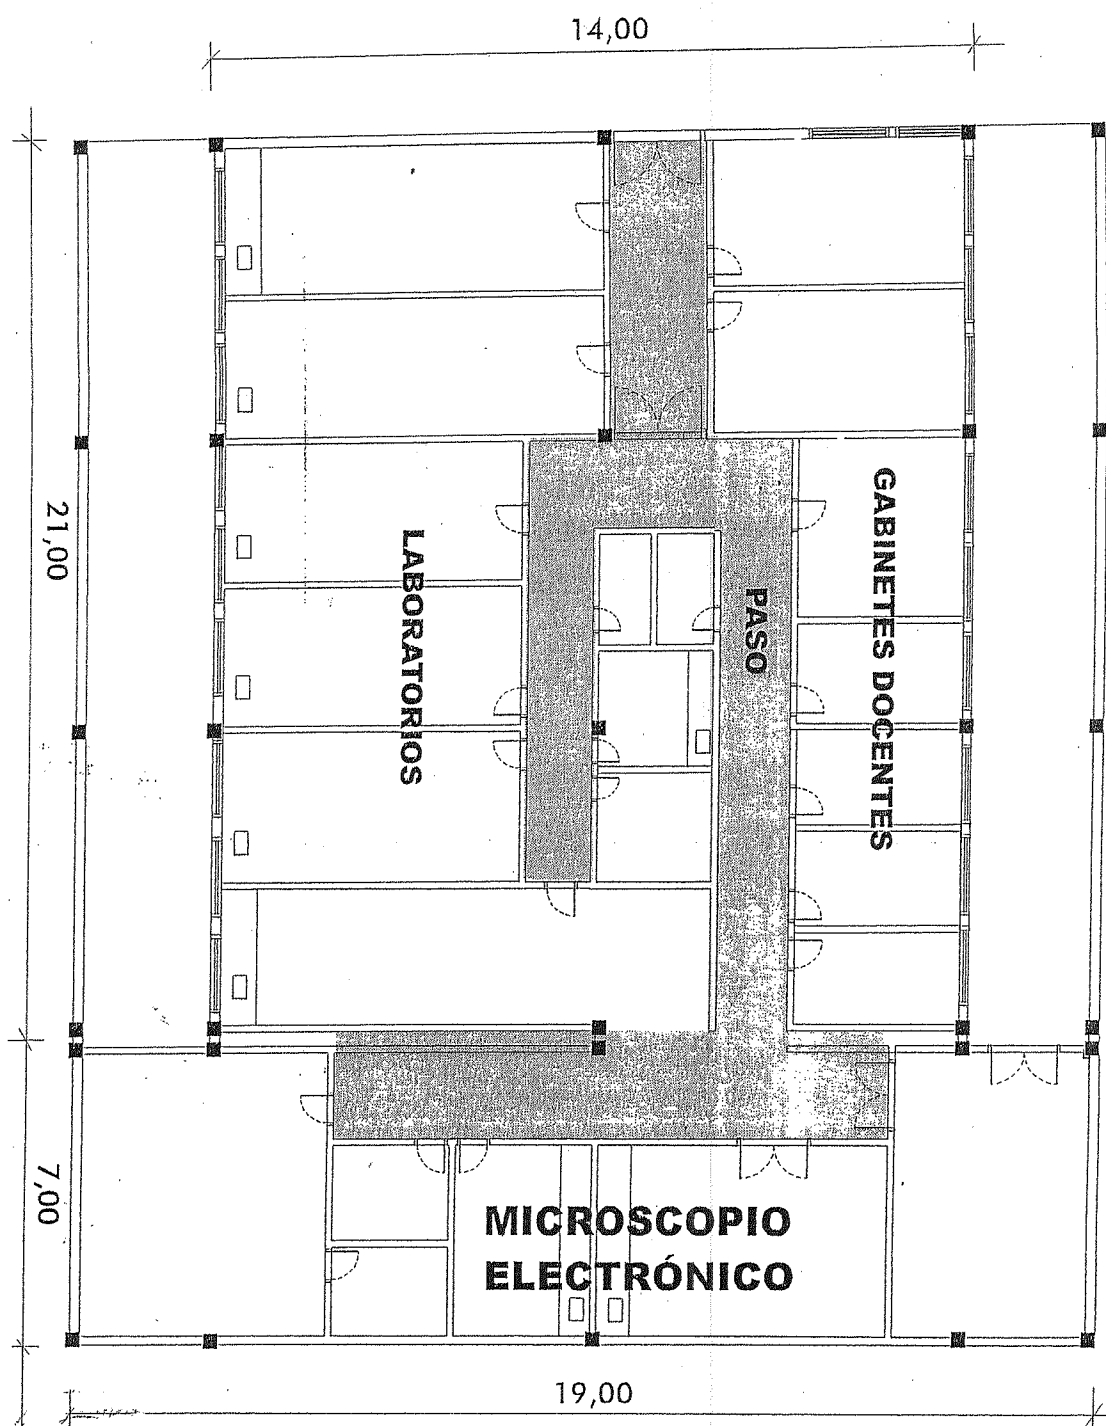 14,00
21,00
LABORATORIOS
PASO
GABINETES DOCENTES
7,00
MICROSCOPIO
ELECTRÓNICO
19,00